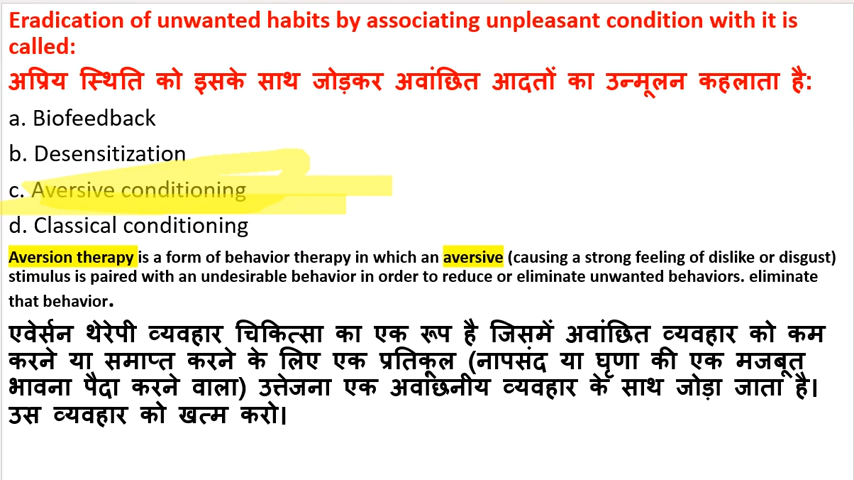 Eradication of unwanted habits by associating unpleasant condition with it is
called:
अप्रिय स्थिति को इसके साथ जोड़कर अवांछित आदतों का उन्मूलन कहलाता है:
a. Biofeedback
b. Desensitization
c. Aversive conditioning
d. Classical conditioning
Aversion therapy is a form of behavior therapy in which an aversive (causing a strong feeling of dislike or disgust)
stimulus is paired with an undesirable behavior in order to reduce or eliminate unwanted behaviors. eliminate
that behavior.
एवेर्सन थेरेपी व्यवहार चिकित्सा का एक रूप है जिसमें अवांछित व्यवहार को कम
करने या समाप्त करने के लिए एक प्रतिकूल (नापसंद या घृणा की एक मजबूत
भावना पैदा करने वाला) उत्तेजना एक अवांछनीय व्यवहार के साथ जोड़ा जाता है।
उस व्यवहार को खत्म करो।